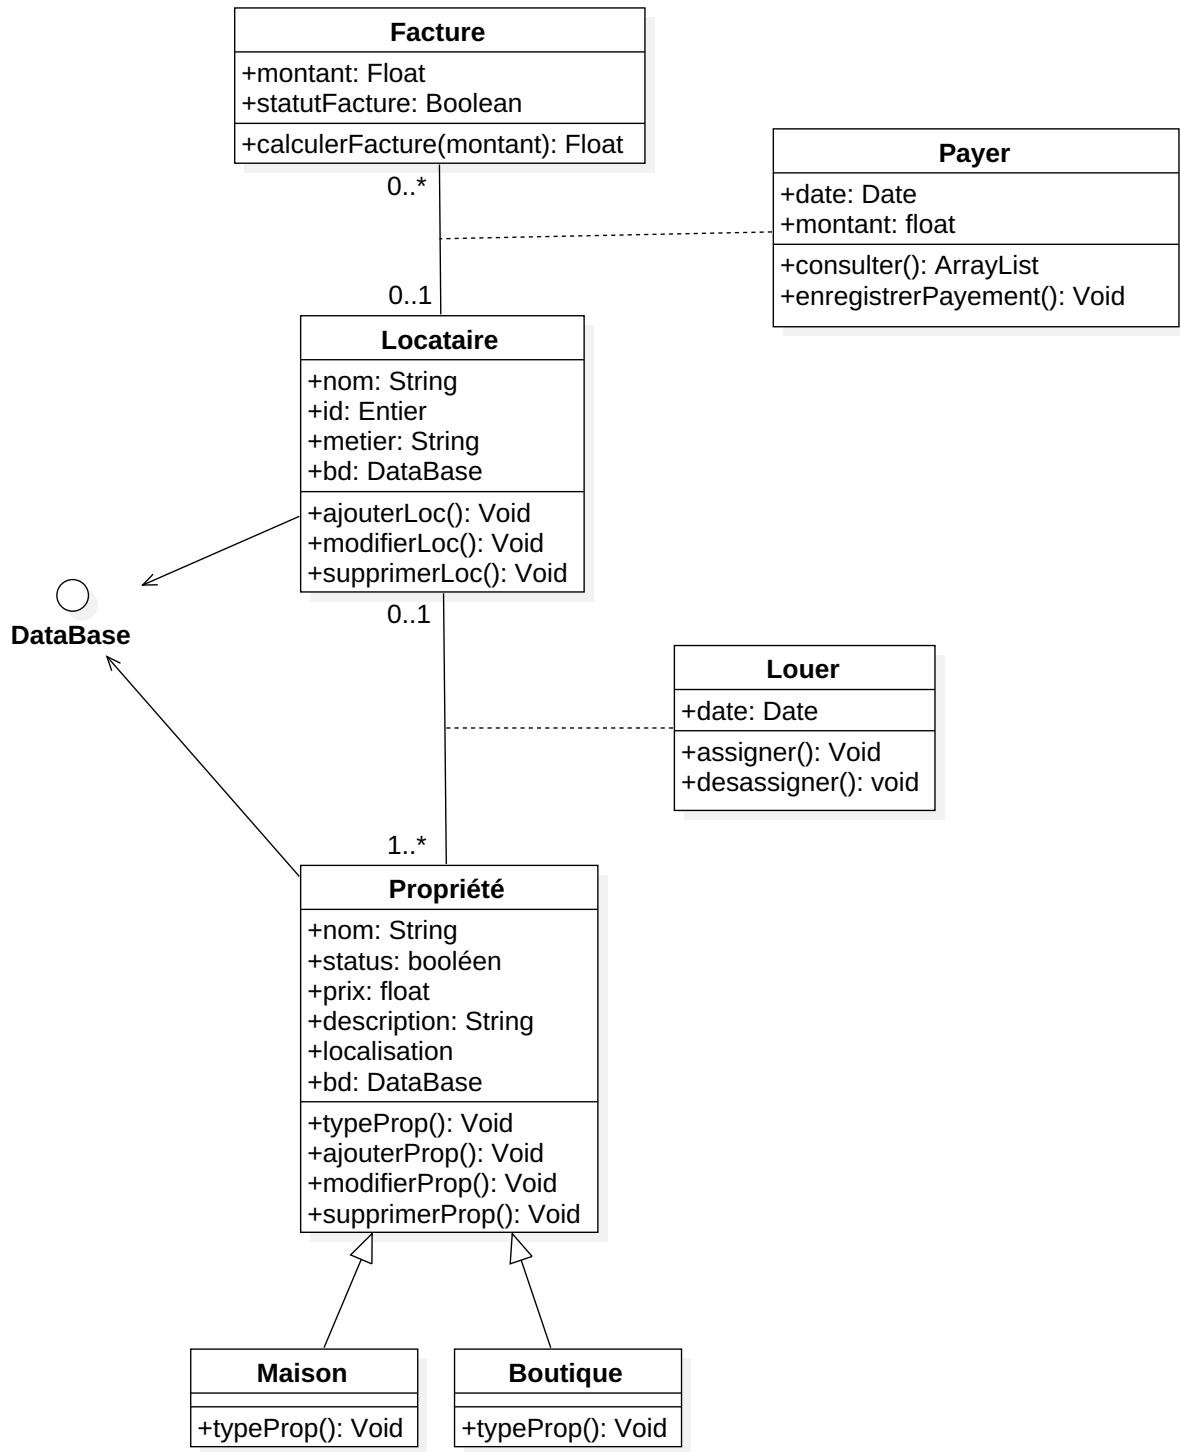 Facture
+montant: Float
+statutFacture: Boolean
+calculerFacture(montant): Float
0..*
Payer
+date: Date
+montant: float
+consulter(): ArrayList
+enregistrerPayement(): Void
0..1
Locataire
+nom: String
+id: Entier
+metier: String
+bd: DataBase
+ajouterLoc(): Void
+modifierLoc(): Void
+supprimerLoc(): Void
DataBase
0..1
Louer
+date: Date
+assigner(): Void
+desassigner(): void
1..*
Propriété
+nom: String
+status: booléen
+prix: float
+description: String
+localisation
+bd: DataBase
+typeProp(): Void
+ajouterProp(): Void
+modifierProp(): Void
+supprimerProp(): Void
Maison
+typeProp(): Void
Boutique
+typeProp(): Void